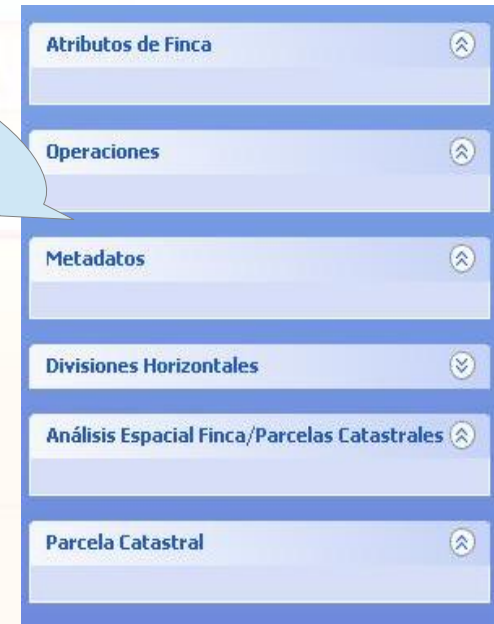 Atributos de Finca
Operaciones
Metadatos
Divisiones Horizontales
Análisis Espacial Finca/Parcelas Catastrales
Parcela Catastral